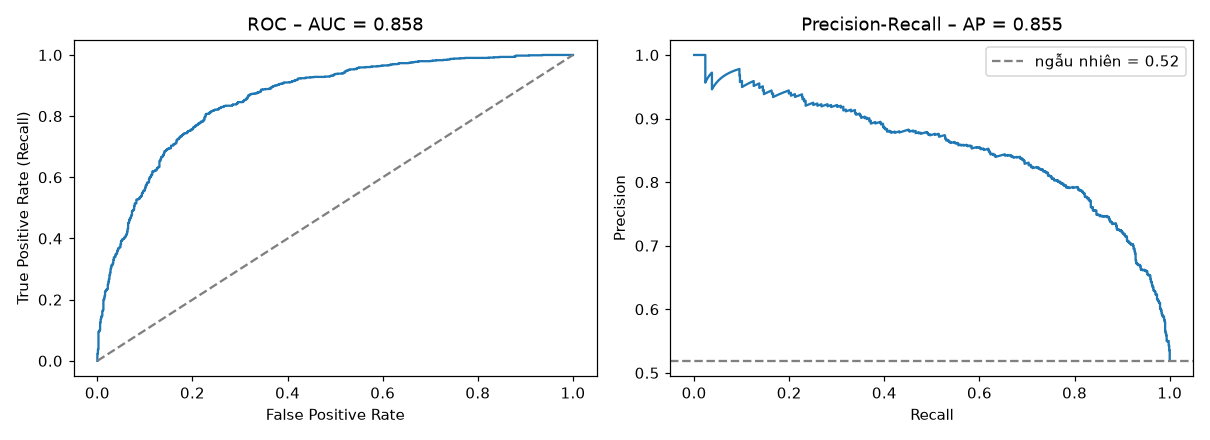 ROC – AUC = 0.858
True Positive Rate (Recall)
1.0
0.8
0.6
0.4
0.2
0.0
0.0 0.2 0.4 0.6 0.8 1.0
False Positive Rate
Precision-Recall – AP = 0.855
ngẫu nhiên = 0.52
Precision
1.0
0.9
0.8
0.7
0.6
0.5
0.0 0.2 0.4 0.6 0.8 1.0
Recall